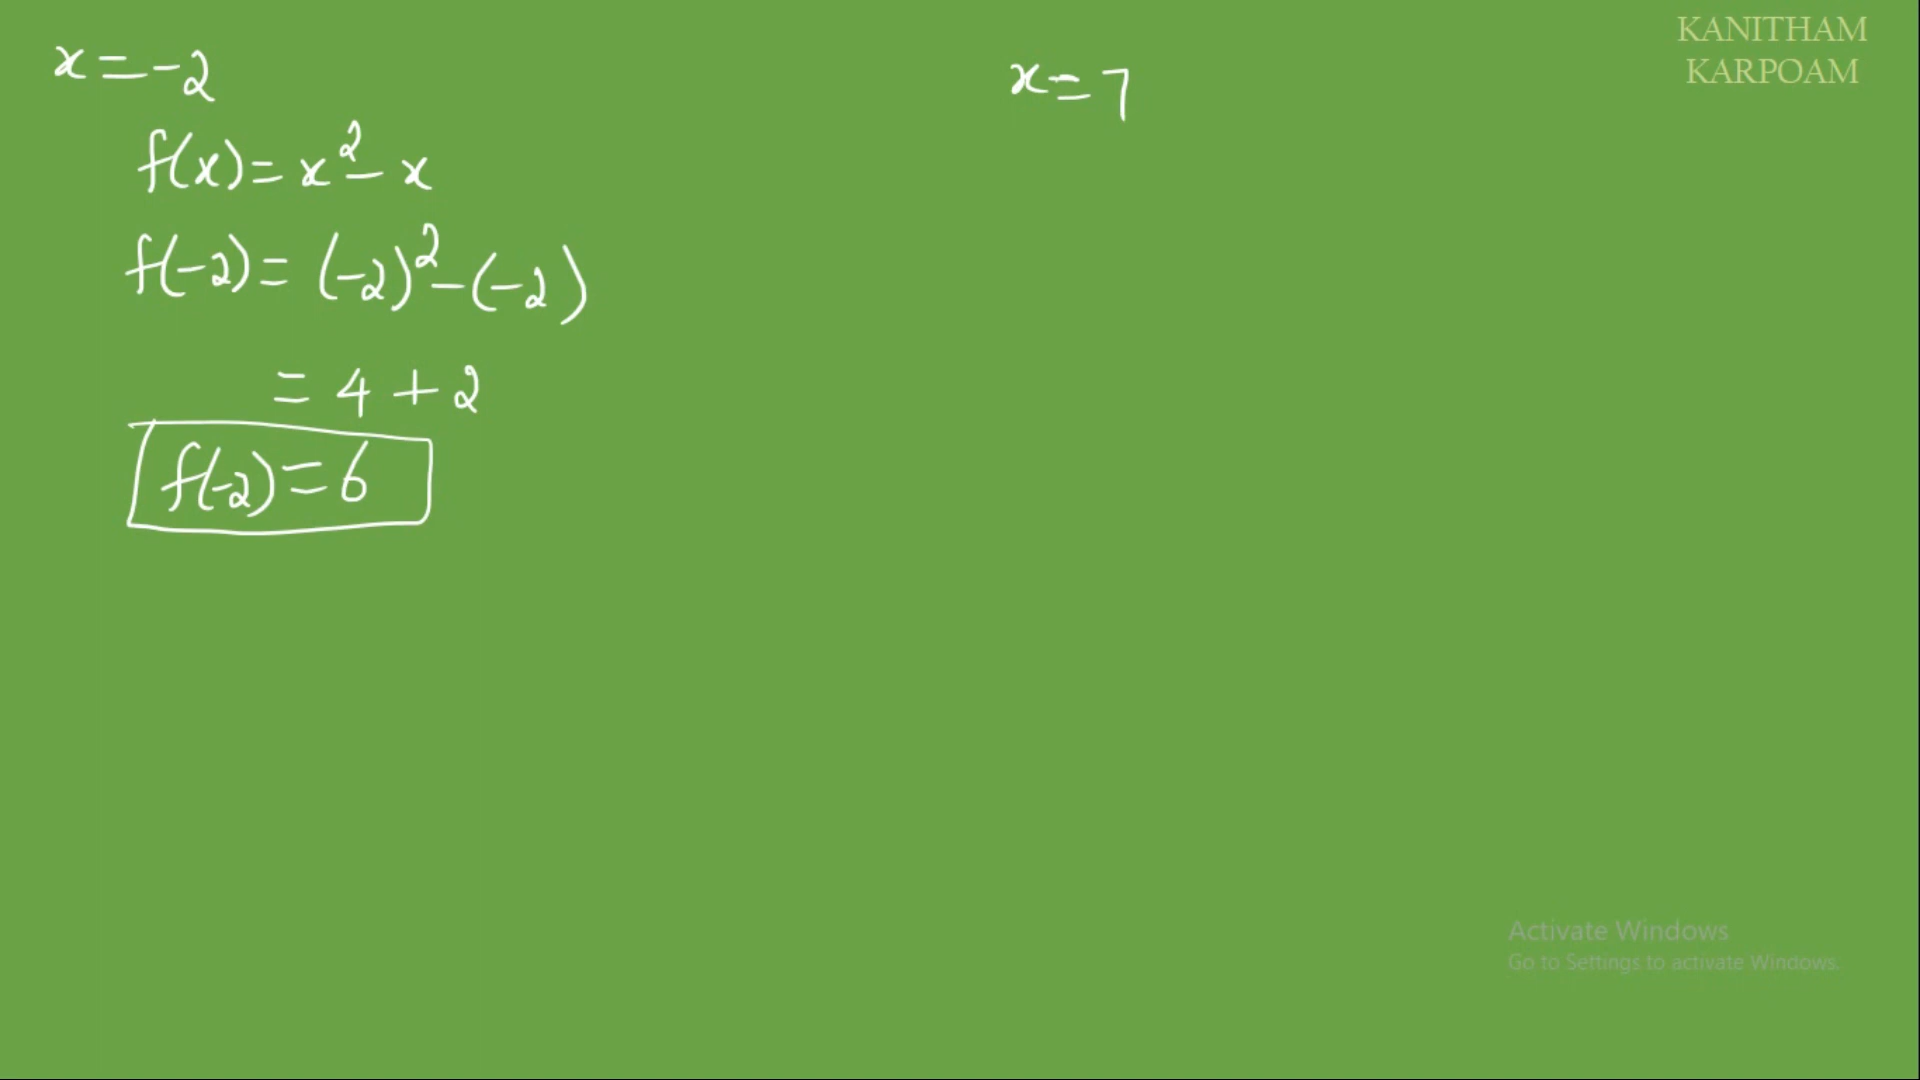 x = -2
f(x) = x² - x
f(-2) = (-2)² - (-2)
= 4 + 2
f(-2) = 6
x = 7
KANITHAM
KARPOAM
Activate Windows
Go to Settings to activate Windows.